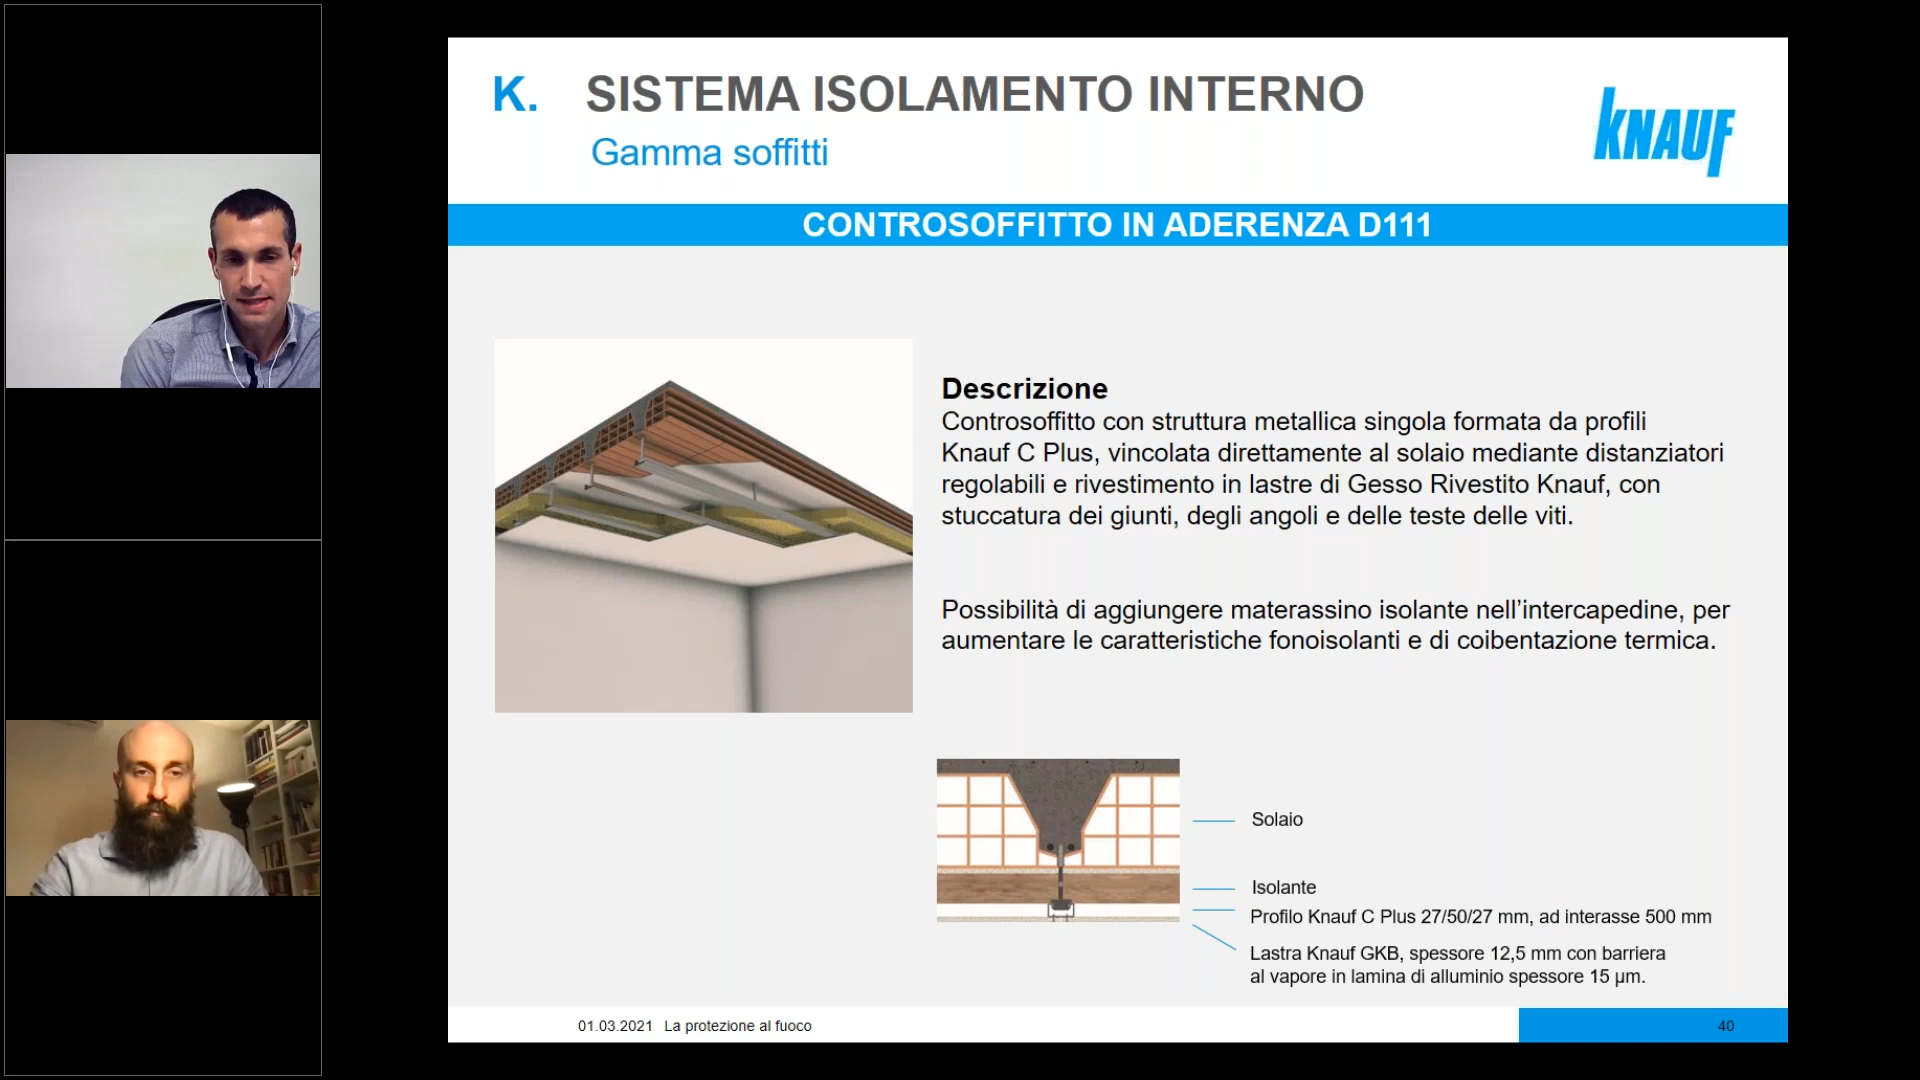 K. SISTEMA ISOLAMENTO INTERNO
Gamma soffitti
KNAUF
CONTROSOFFITTO IN ADERENZA D111
Descrizione
Controsoffitto con struttura metallica singola formata da profili
Knauf C Plus, vincolata direttamente al solaio mediante distanziatori
regolabili e rivestimento in lastre di Gesso Rivestito Knauf, con
stuccatura dei giunti, degli angoli e delle teste delle viti.
Possibilità di aggiungere materassino isolante nell’intercapedine, per
aumentare le caratteristiche fonoisolanti e di coibentazione termica.
Solaio
Isolante
Profilo Knauf C Plus 27/50/27 mm, ad interasse 500 mm
Lastra Knauf GKB, spessore 12,5 mm con barriera
al vapore in lamina di alluminio spessore 15 µm.
01.03.2021 La protezione al fuoco
40